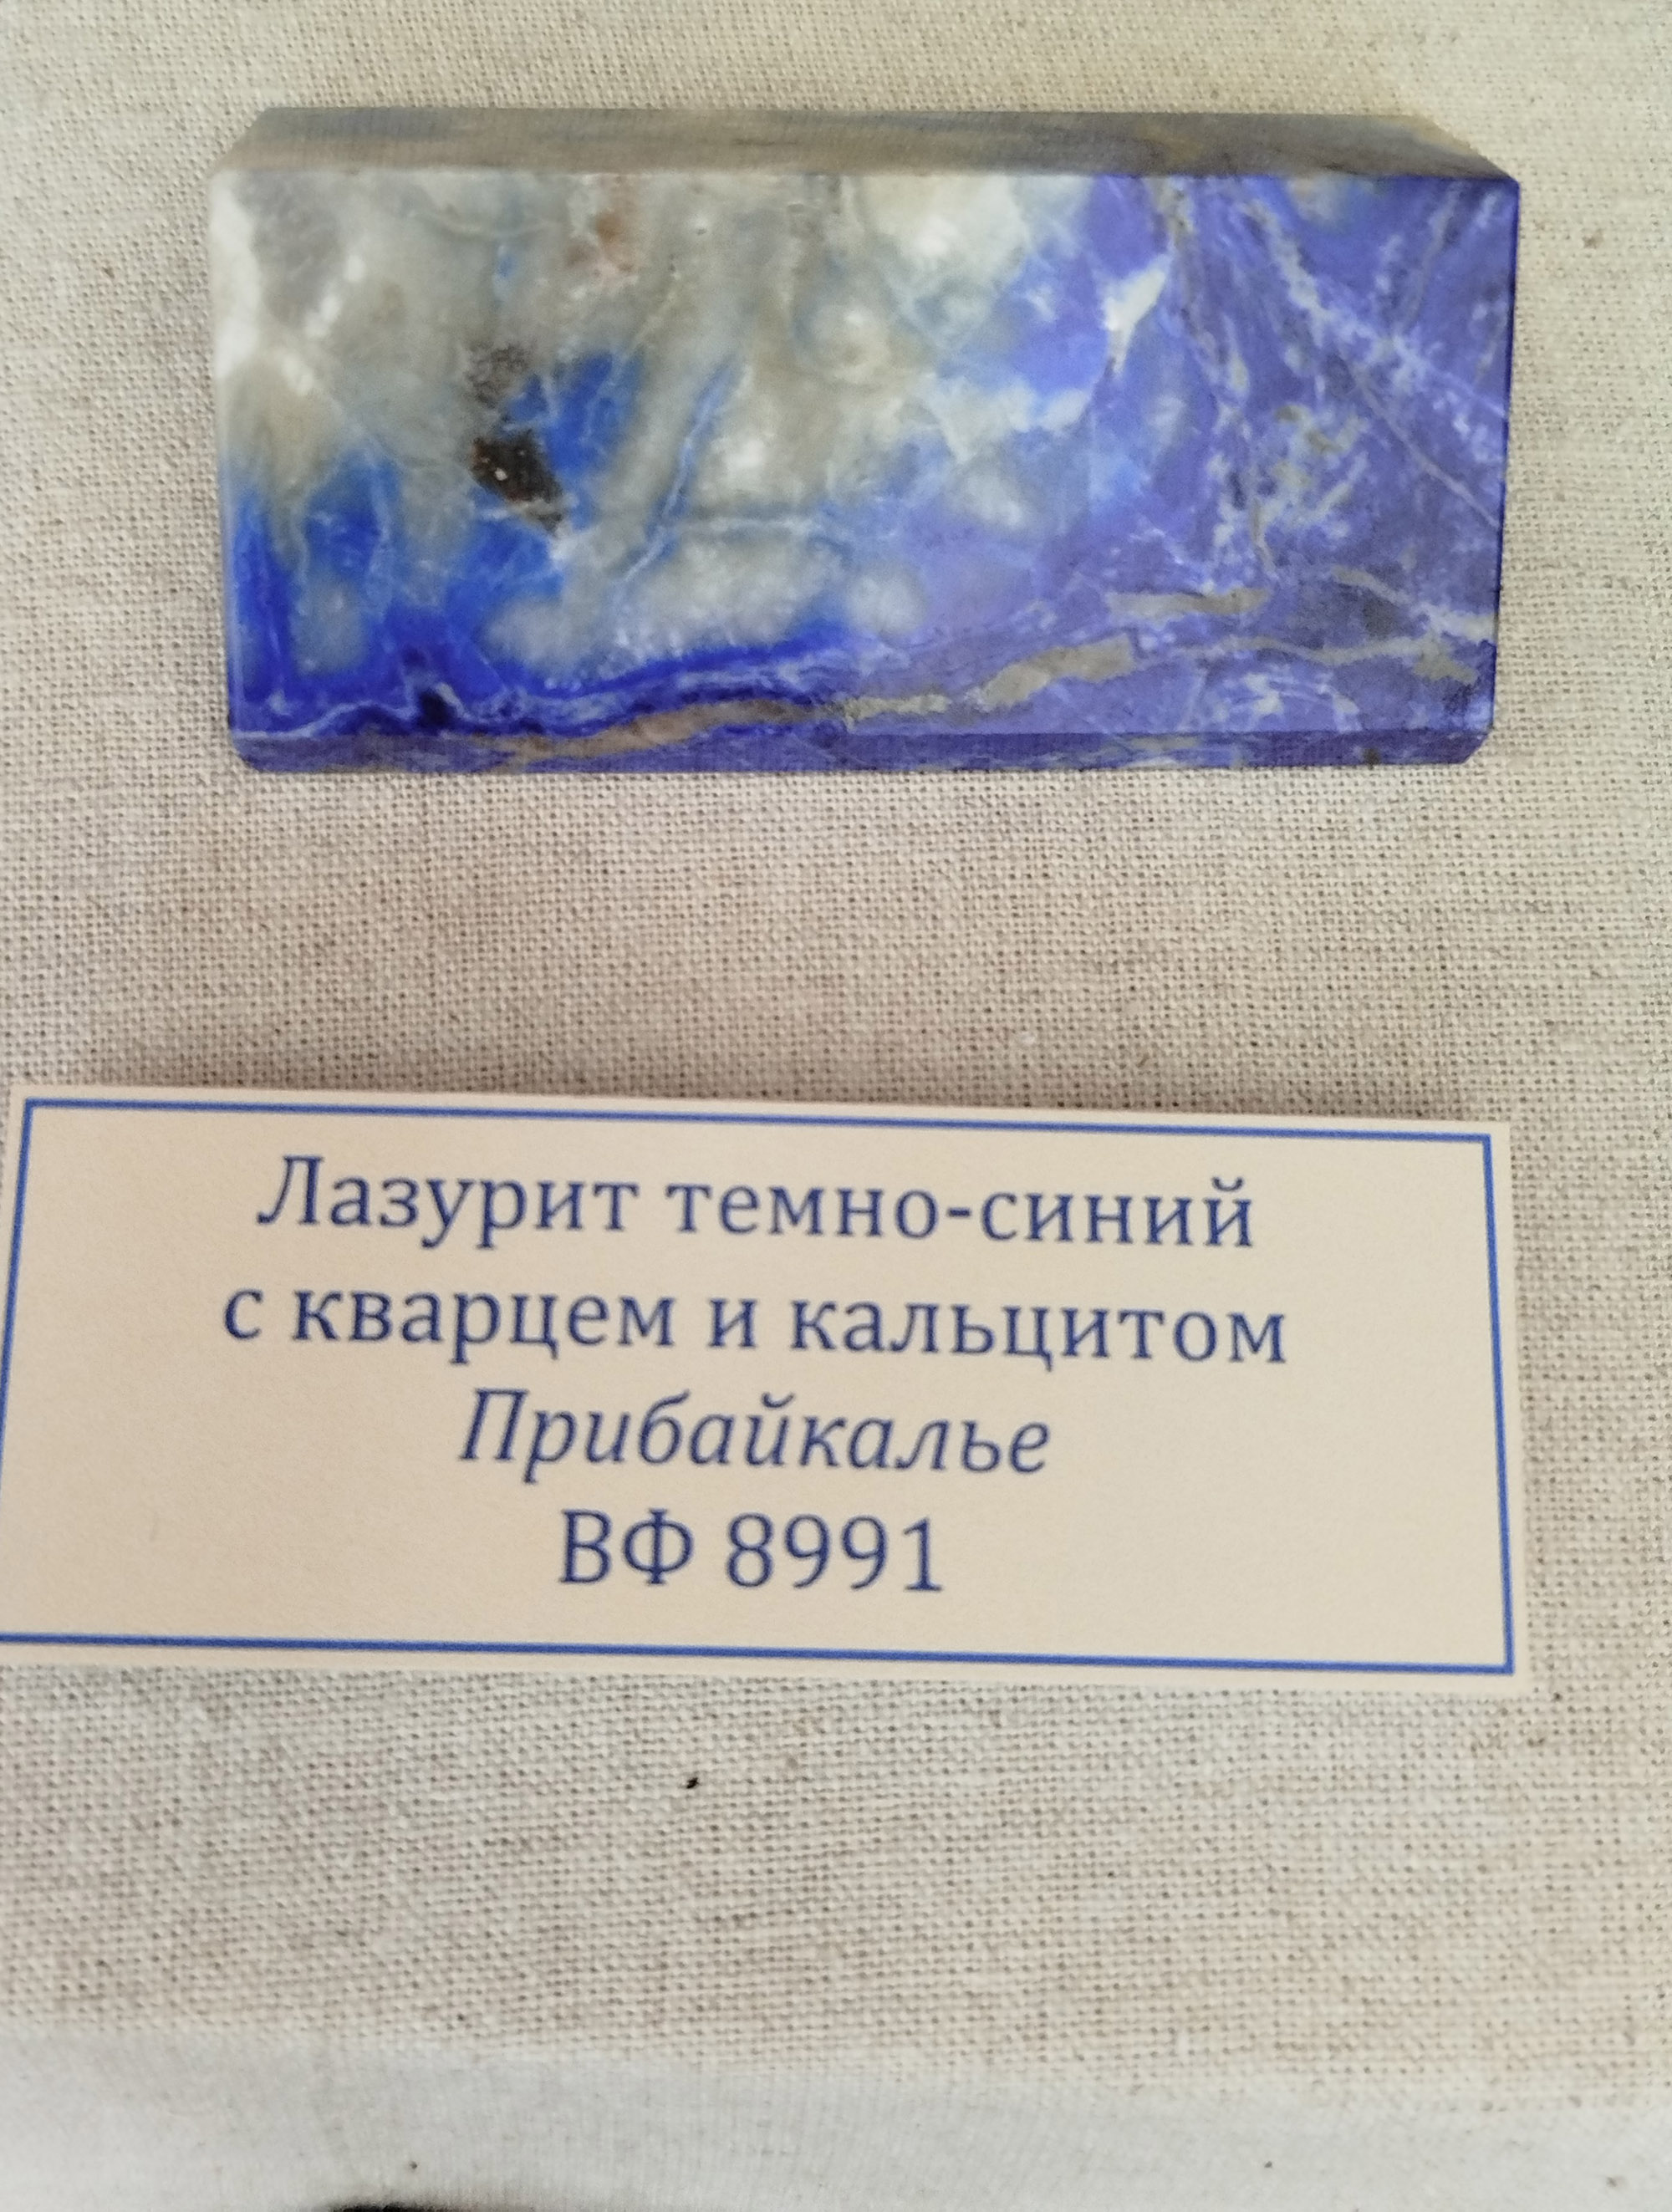 Лазурит темно-синий
с кварцем и кальцитом
Прибайкалье
ВФ 8991